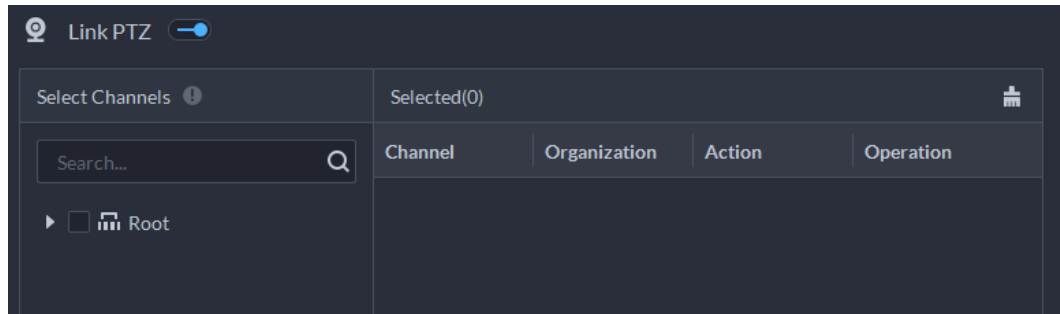 Link PTZ
Select Channels
Selected(0)
Search...
Channel Organization Action Operation
Root